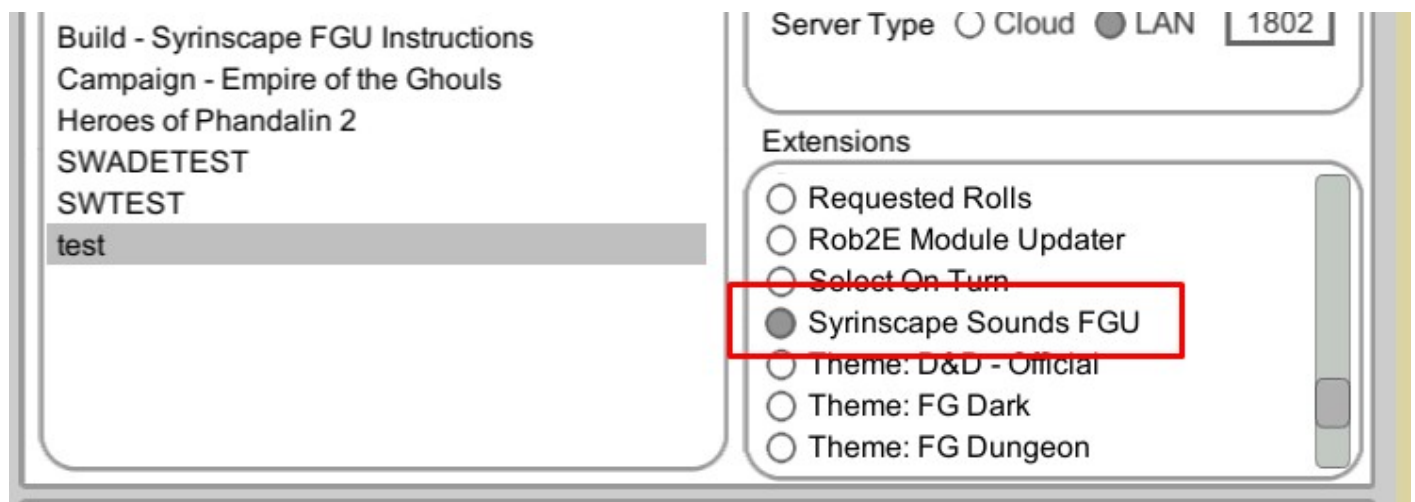 Build - Syrinscape FGU Instructions
Campaign - Empire of the Ghouls
Heroes of Phandalin 2
SWADETEST
SWTEST
test
Server Type Cloud LAN 1802
Extensions
Requested Rolls
Rob2E Module Updater
Select On Turn
Syrinscape Sounds FGU
Theme: D&D - Official
Theme: FG Dark
Theme: FG Dungeon